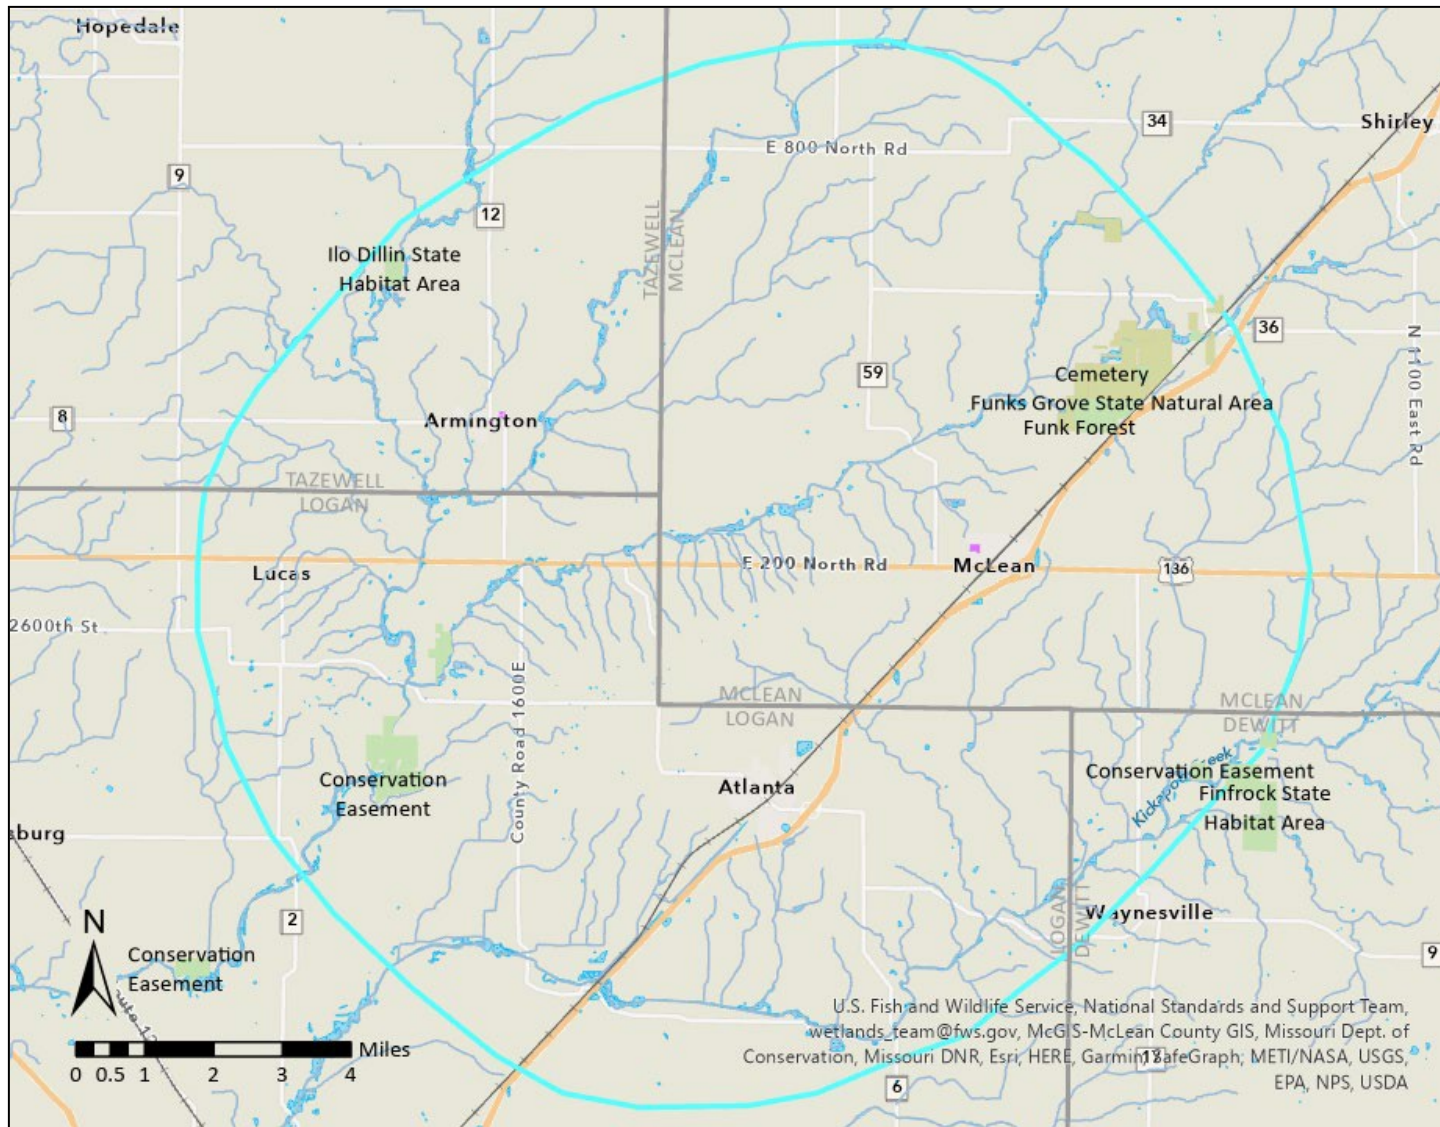 Hopedale
Shirley
34
E 800 North Rd
9
12
TAZEWELL
MCLEAN
Ilo Dillin State
Habitat Area
36
N 1100 East Rd
59
Cemetery
Funks Grove State Natural Area
Funk Forest
8
Armington
TAZEWELL
LOGAN
E 200 North Rd
McLean
136
Lucas
2600th St
County Road 1600E
MCLEAN
LOGAN
MCLEAN
DEWITT
Conservation
Easement
Atlanta
Conservation Easement
Finfrock State
Habitat Area
sburg
2
N
LOGAN
DEWITT
Waynesville
9
Conservation
Easement
U.S. Fish and Wildlife Service, National Standards and Support Team,
wetlands_team@fws.gov, McGIS-McLean County GIS, Missouri Dept. of
Conservation, Missouri DNR, Esri, HERE, Garmin, SafeGraph, METI/NASA, USGS,
EPA, NPS, USDA
6
Miles
0 0.5 1 2 3 4